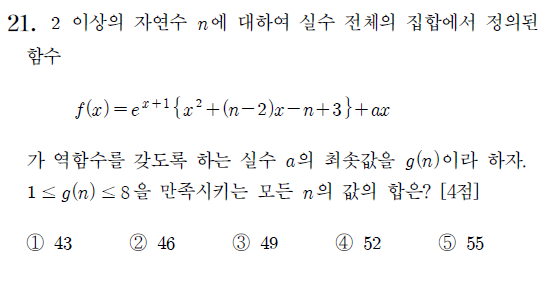 21. 2 이상의 자연수 n에 대하여 실수 전체의 집합에서 정의된
함수
f(x)=e^{x+1}{x^2+(n-2)x-n+3}+ax
가 역함수를 갖도록 하는 실수 a의 최솟값을 g(n)이라 하자.
1≤g(n)≤8을 만족시키는 모든 n의 값의 합은? [4점]
① 43 ② 46 ③ 49 ④ 52 ⑤ 55